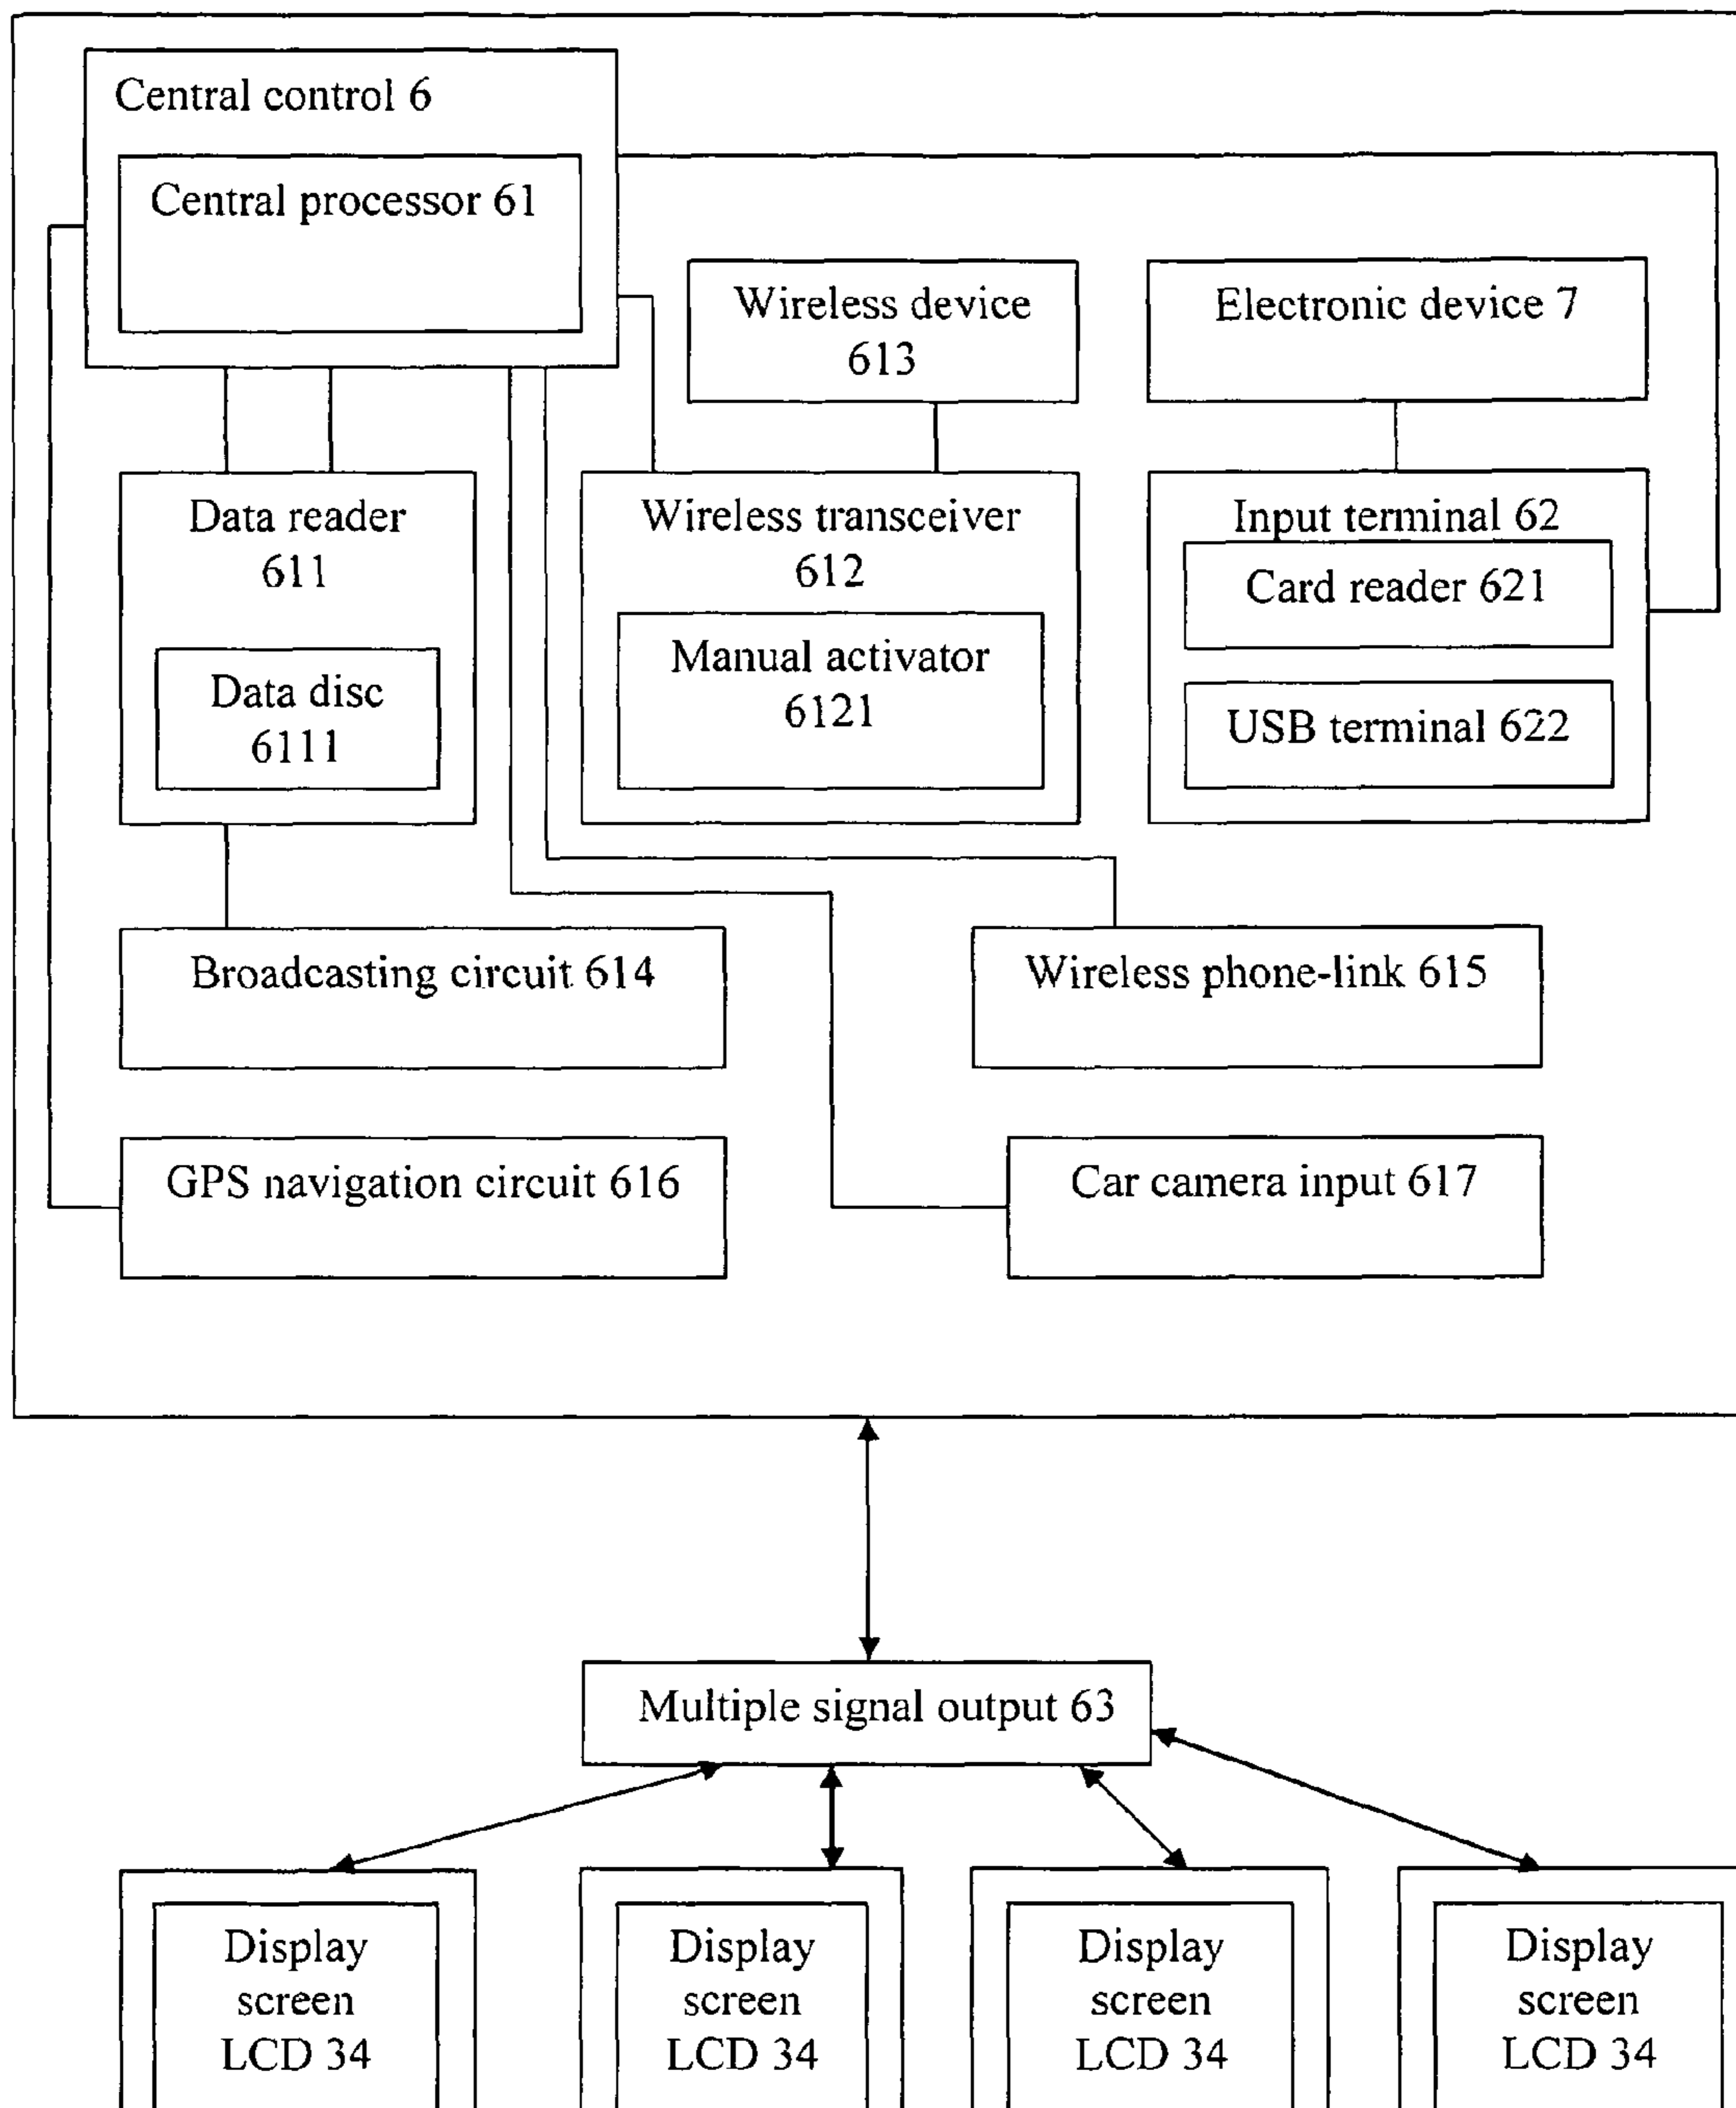 Central control 6
Central processor 61
Wireless device
613
Electronic device 7
Data reader
611
Data disc
6111
Wireless transceiver
612
Manual activator
6121
Input terminal 62
Card reader 621
USB terminal 622
Broadcasting circuit 614
Wireless phone-link 615
GPS navigation circuit 616
Car camera input 617
Multiple signal output 63
Display
screen
LCD 34
Display
screen
LCD 34
Display
screen
LCD 34
Display
screen
LCD 34